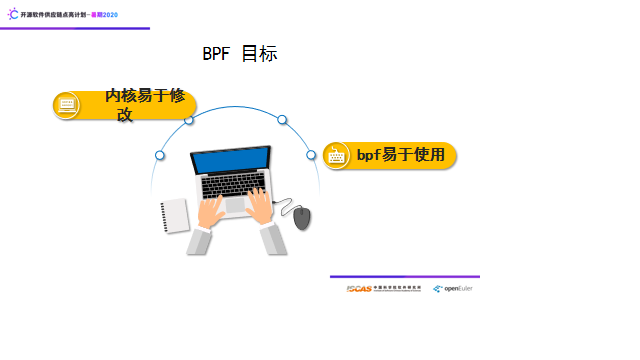 开源软件供应链点亮计划-暑期2020
BPF 目标
内核易于修
改
bpf易于使用
ISCAS 中国科学院软件研究所
openEuler